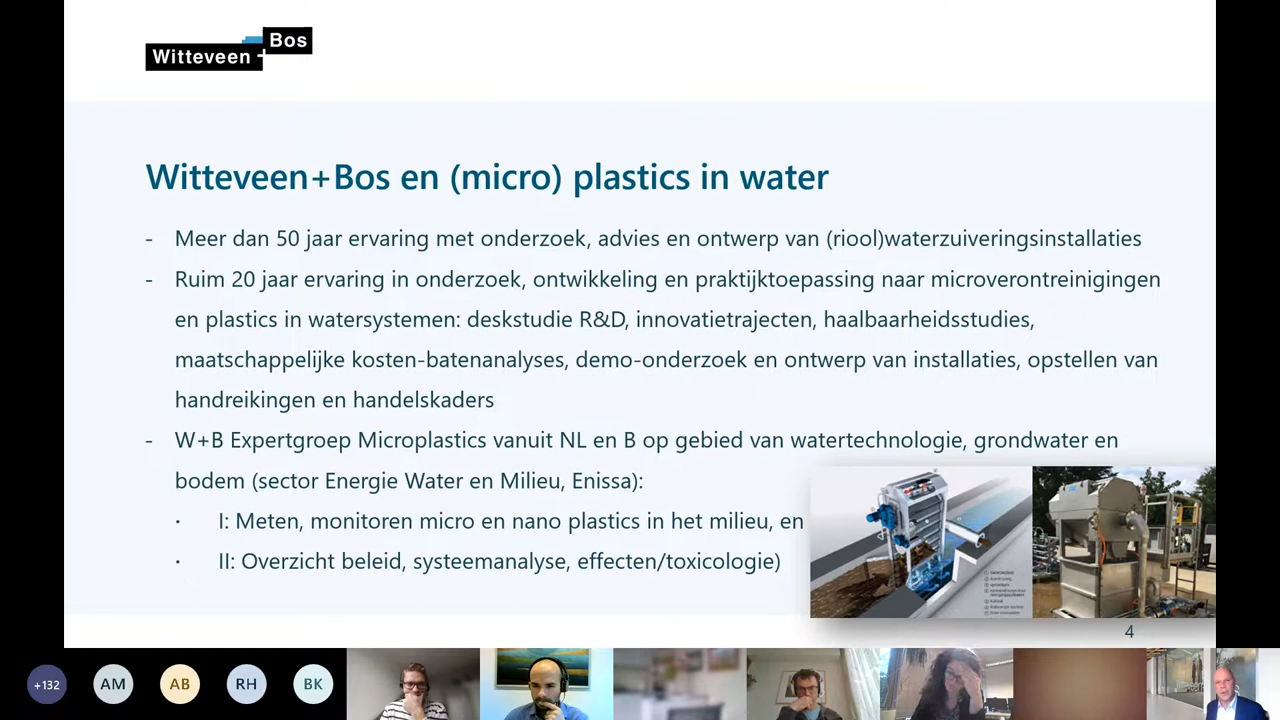 Witteveen + Bos
Witteveen+Bos en (micro) plastics in water
- Meer dan 50 jaar ervaring met onderzoek, advies en ontwerp van (riool)waterzuiveringsinstallaties
- Ruim 20 jaar ervaring in onderzoek, ontwikkeling en praktijktoepassing naar microverontreinigingen
en plastics in watersystemen: deskstudie R&D, innovatietrajecten, haalbaarheidsstudies,
maatschappelijke kosten-batenanalyses, demo-onderzoek en ontwerp van installaties, opstellen van
handreikingen en handelskaders
- W+B Expertgroep Microplastics vanuit NL en B op gebied van watertechnologie, grondwater en
bodem (sector Energie Water en Milieu, Enissa):
· I: Meten, monitoren micro en nano plastics in het milieu, en
· II: Overzicht beleid, systeemanalyse, effecten/toxicologie)
4
+132 AM AB RH BK